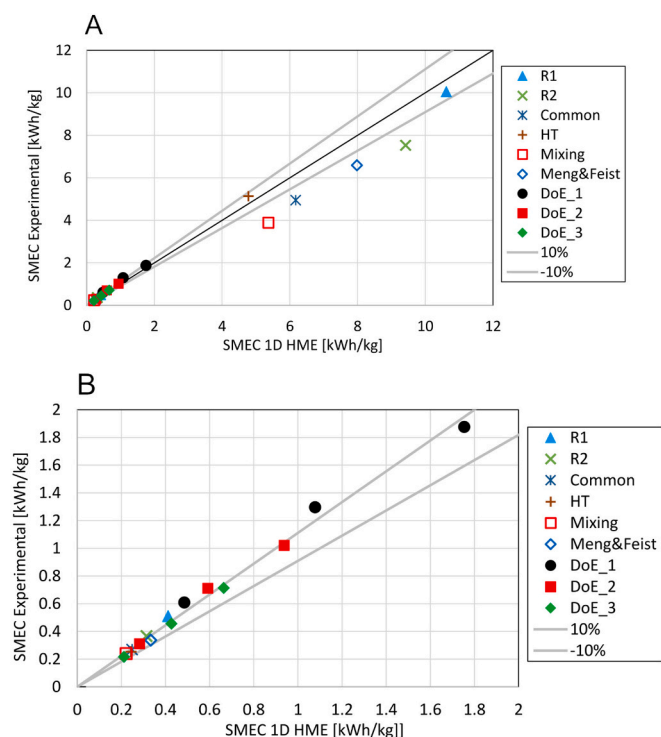 A
12
10
8
6
4
2
0
0 2 4 6 8 10 12
SMEC Experimental [kWh/kg]
SMEC 1D HME [kWh/kg]
R1
R2
Common
HT
Mixing
Meng&Feist
DoE_1
DoE_2
DoE_3
10%
-10%
B
2
1.8
1.6
1.4
1.2
1
0.8
0.6
0.4
0.2
0
0 0.2 0.4 0.6 0.8 1 1.2 1.4 1.6 1.8 2
SMEC Experimental [kWh/kg]
SMEC 1D HME [kWh/kg]]
R1
R2
Common
HT
Mixing
Meng&Feist
DoE_1
DoE_2
DoE_3
10%
-10%